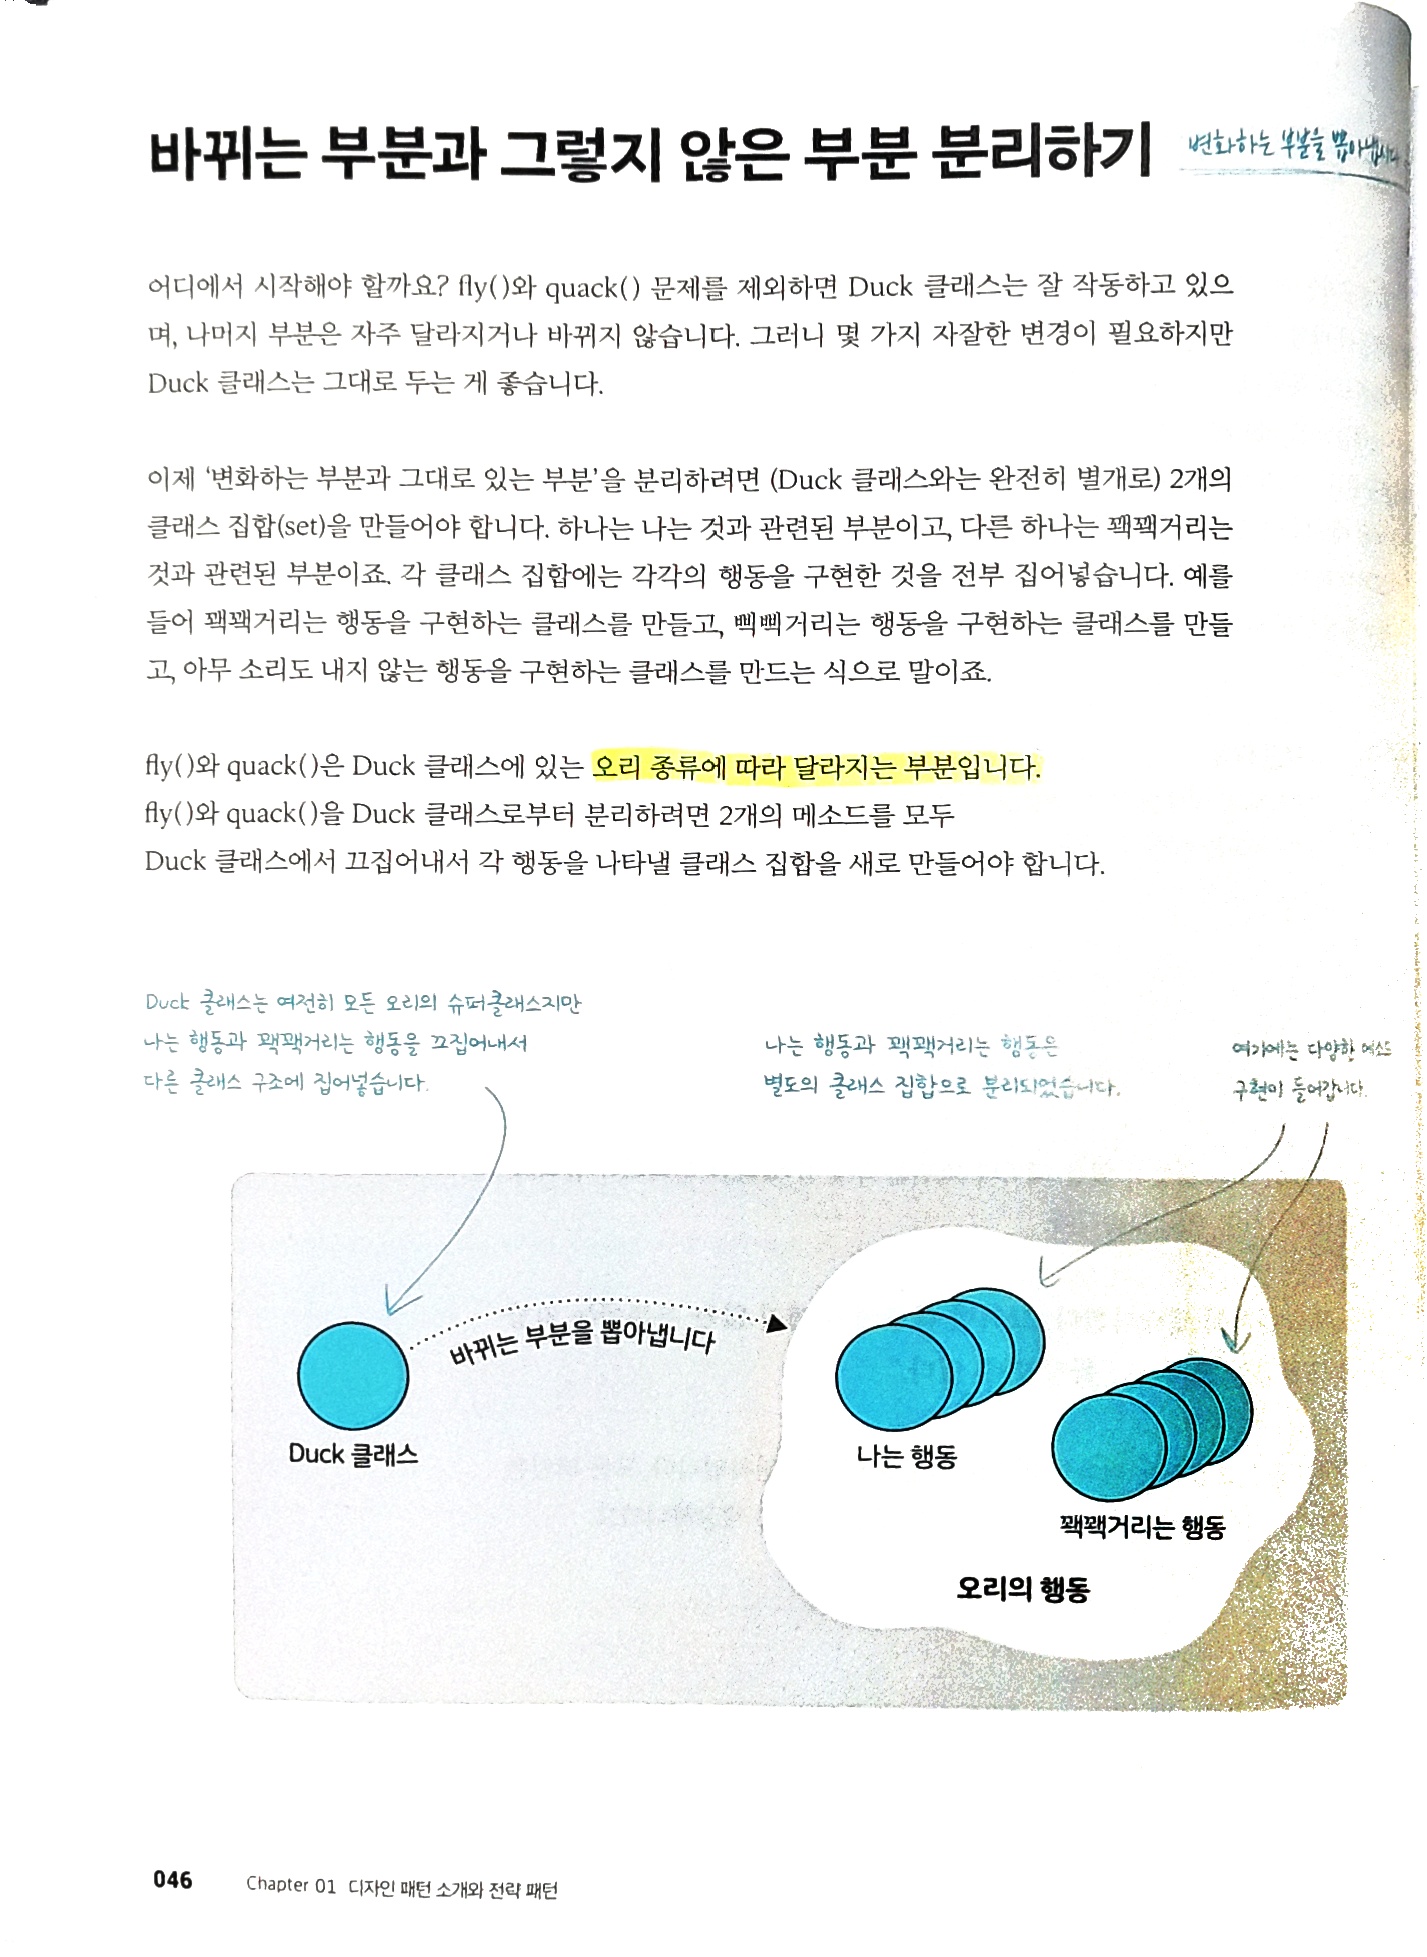 바뀌는 부분과 그렇지 않은 부분 분리하기
변화하는 부분을 뽑아냅시다
어디에서 시작해야 할까요? fly()와 quack() 문제를 제외하면 Duck 클래스는 잘 작동하고 있으
며, 나머지 부분은 자주 달라지거나 바뀌지 않습니다. 그러니 몇 가지 자잘한 변경이 필요하지만
Duck 클래스는 그대로 두는 게 좋습니다.
이제 ‘변화하는 부분과 그대로 있는 부분’을 분리하려면 (Duck 클래스와는 완전히 별개로) 2개의
클래스 집합(set)을 만들어야 합니다. 하나는 나는 것과 관련된 부분이고, 다른 하나는 꽥꽥거리는
것과 관련된 부분이죠. 각 클래스 집합에는 각각의 행동을 구현한 것을 전부 집어넣습니다. 예를
들어 꽥꽥거리는 행동을 구현하는 클래스를 만들고, 삑삑거리는 행동을 구현하는 클래스를 만들
고, 아무 소리도 내지 않는 행동을 구현하는 클래스를 만드는 식으로 말이죠.
fly()와 quack()은 Duck 클래스에 있는 오리 종류에 따라 달라지는 부분입니다.
fly()와 quack()을 Duck 클래스로부터 분리하려면 2개의 메소드를 모두
Duck 클래스에서 끄집어내서 각 행동을 나타낼 클래스 집합을 새로 만들어야 합니다.
Duck 클래스는 여전히 모든 오리의 슈퍼클래스지만
나는 행동과 꽥꽥거리는 행동을 끄집어내서
다른 클래스 구조에 집어넣습니다.
나는 행동과 꽥꽥거리는 행동은
별도의 클래스 집합으로 분리되었습니다.
여기에는 다양한
구현이 들어갑니다.
바뀌는 부분을 뽑아냅니다
Duck 클래스
나는 행동
꽥꽥거리는 행동
오리의 행동
046 Chapter 01 디자인 패턴 소개와 전략 패턴